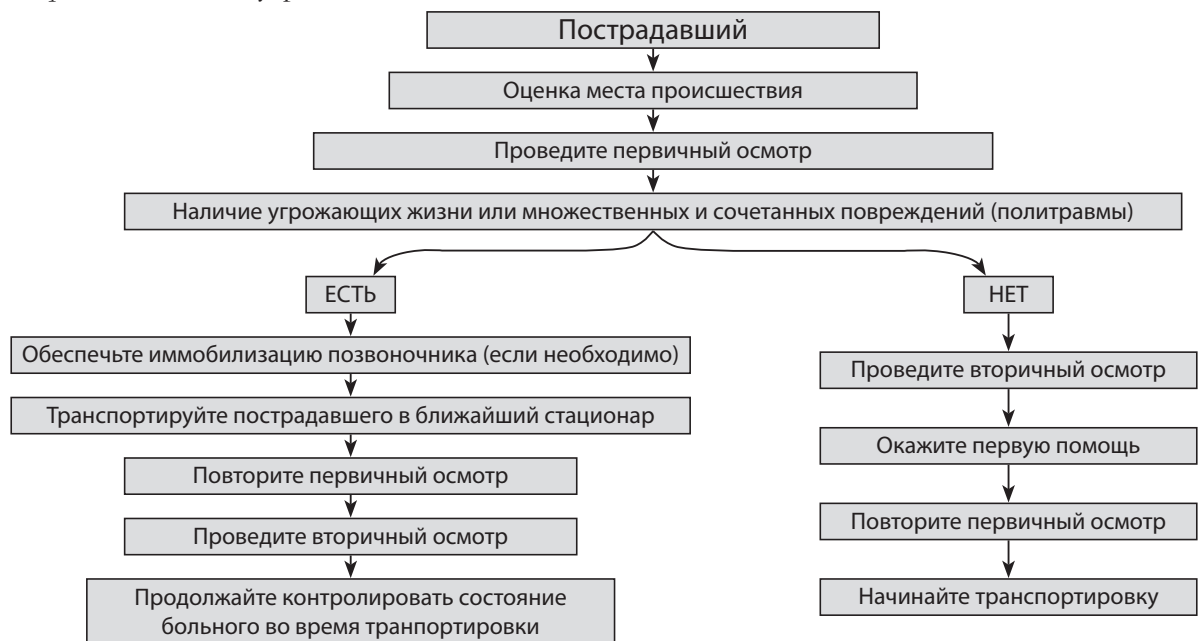 Пострадавший
Оценка места происшествия
Проведите первичный осмотр
Наличие угрожающих жизни или множественных и сочетанных повреждений (политравмы)
ЕСТЬ
Обеспечьте иммобилизацию позвоночника (если необходимо)
Транспортируйте пострадавшего в ближайший стационар
Повторите первичный осмотр
Проведите вторичный осмотр
Продолжайте контролировать состояние
больного во время транпортировки
НЕТ
Проведите вторичный осмотр
Окажите первую помощь
Повторите первичный осмотр
Начинайте транспортировку